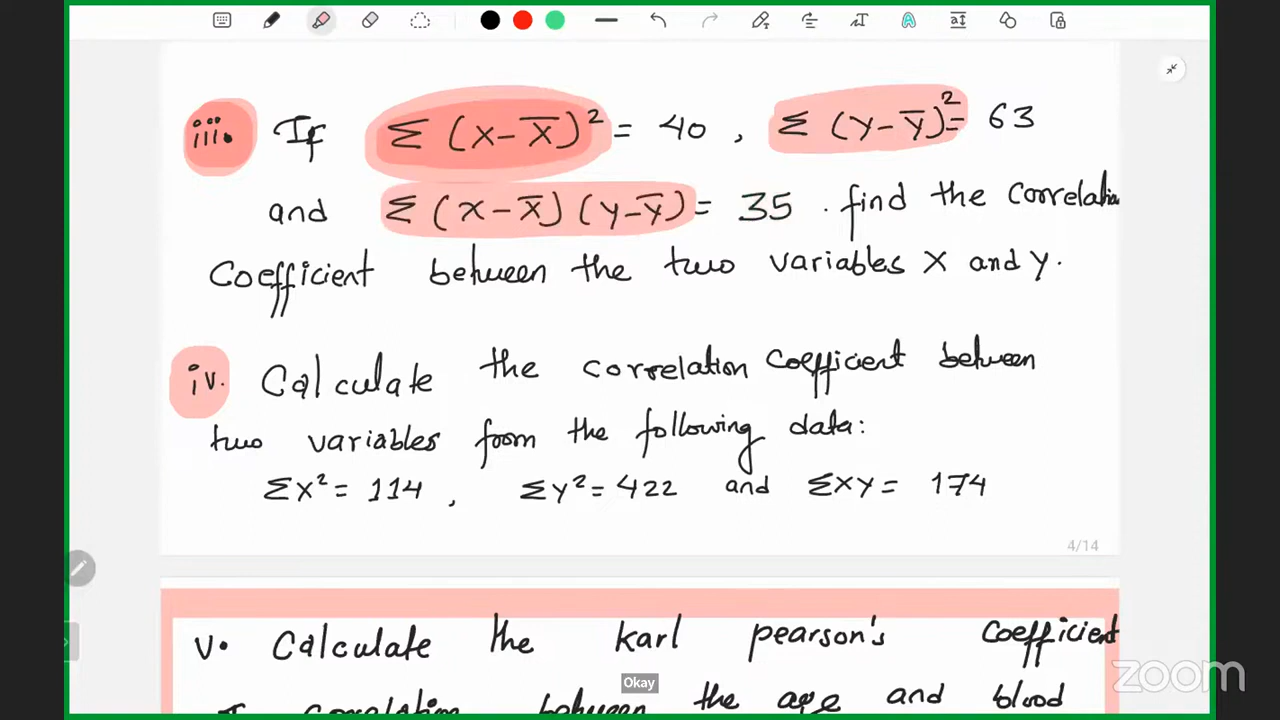 iii. If Σ (X-X̅)² = 40 , Σ (Y-Y̅)² = 63
and Σ (X-X̅) (Y-Y̅) = 35 . find the correlation
Coefficient between the two variables X and Y.
iv. Calculate the correlation Coefficient between
two variables from the following data:
ΣX² = 114 , ΣY² = 422 and ΣXY = 174
4/14
v. Calculate the karl pearson's Coefficient
correlation between the age and blood
Okay
zoom